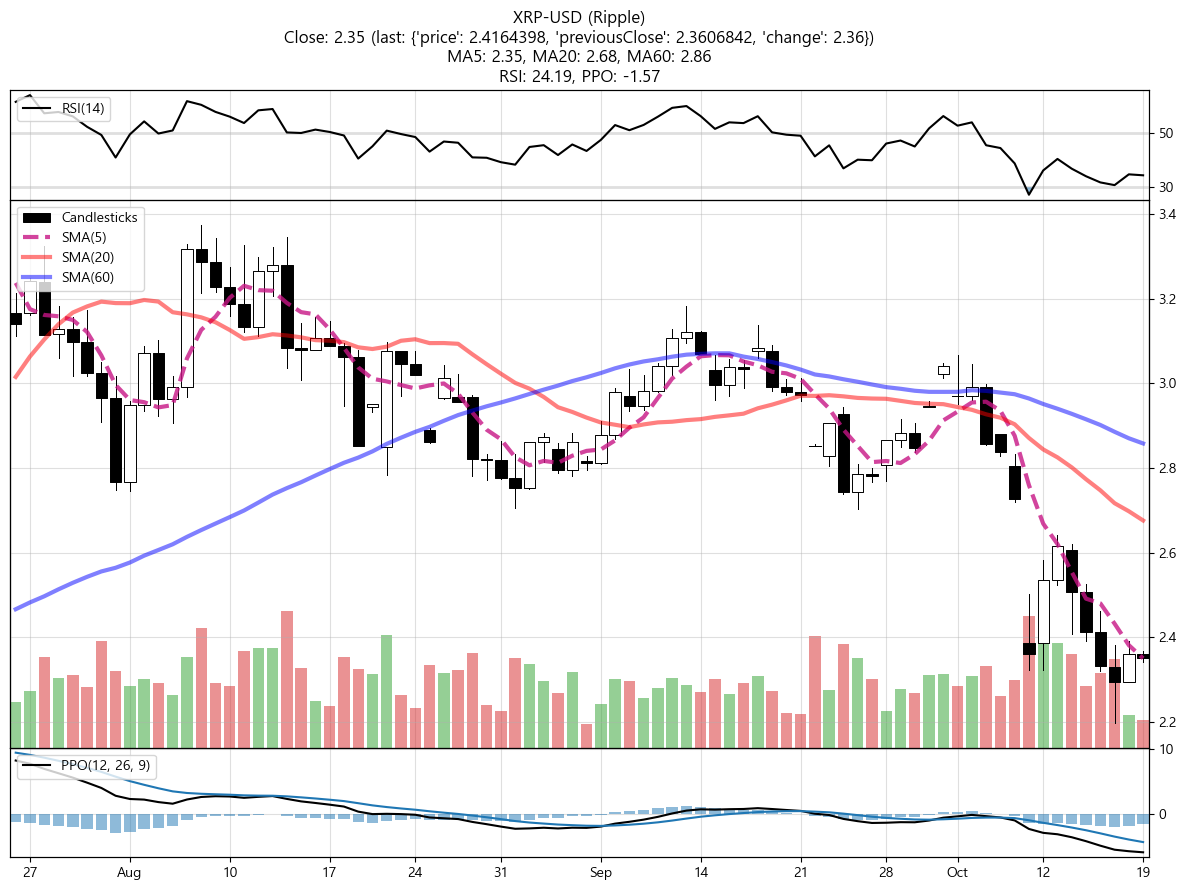 XRP-USD (Ripple)
Close: 2.35 (last: {'price': 2.4164398, 'previousClose': 2.3606842, 'change': 2.36})
MA5: 2.35, MA20: 2.68, MA60: 2.86
RSI: 24.19, PPO: -1.57
RSI(14)
50
30
Candlesticks
SMA(5)
SMA(20)
SMA(60)
3.4
3.2
3.0
2.8
2.6
2.4
2.2
PPO(12, 26, 9)
10
0
27 Aug 10 17 24 Sep 14 21 28 Oct 12 19